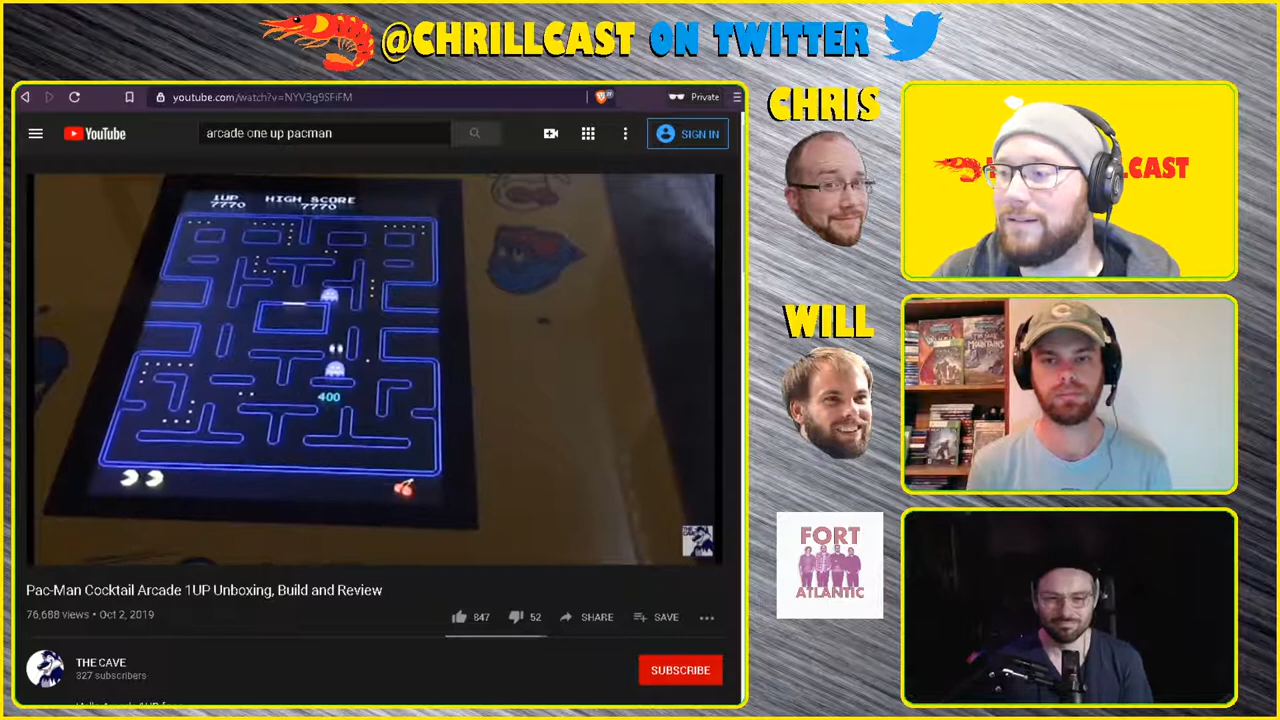 @CHRILLCAST ON TWITTER
youtube.com/watch?v=NYV3g9SFiFM
Private
YouTube
arcade one up pacman
SIGN IN
1UP HIGH SCORE
7770 7770
400
Pac-Man Cocktail Arcade 1UP Unboxing, Build and Review
76,688 views • Oct 2, 2019
847
52
SHARE
SAVE
THE CAVE
327 subscribers
SUBSCRIBE
CHRIS
LCAST
WILL
FORT
ATLANTIC